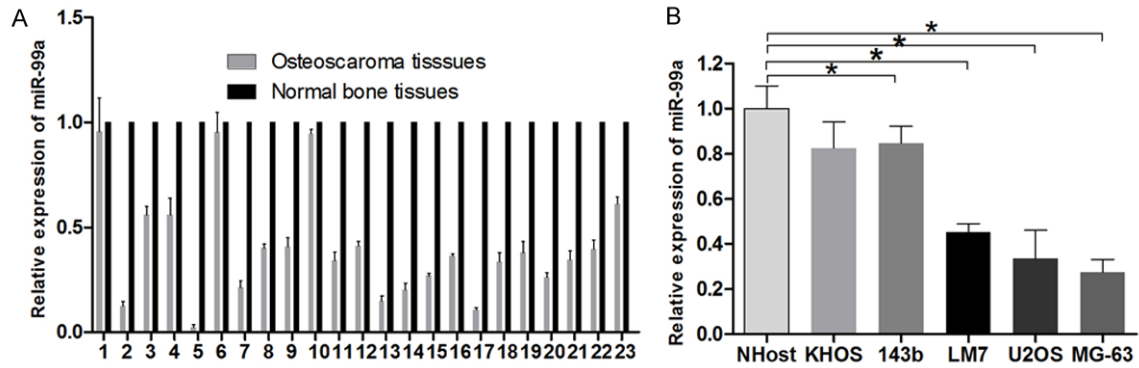 A
B
Relative expression of miR-99a
1.5
1.0
0.5
0.0
Osteoscaroma tisssues
Normal bone tissues
1 2 3 4 5 6 7 8 9 10 11 12 13 14 15 16 17 18 19 20 21 22 23
Relative expression of miR-99a
1.2
1.0
0.8
0.6
0.4
0.2
0.0
*
*
*
*
NHost KHOS 143b LM7 U2OS MG-63